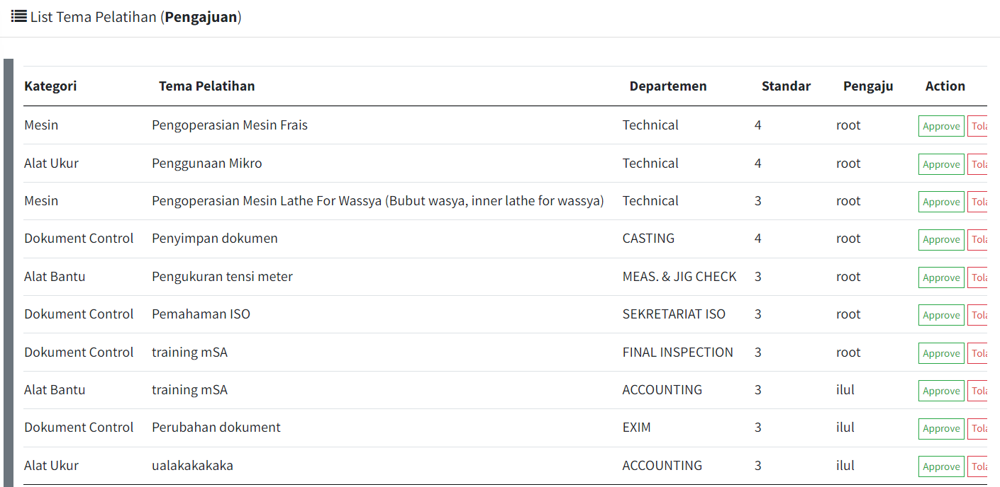 List Tema Pelatihan (Pengajuan)
Kategori Tema Pelatihan Departemen Standar Pengaju Action
Mesin Pengoperasian Mesin Frais Technical 4 root Approve Tola
Alat Ukur Penggunaan Mikro Technical 4 root Approve Tola
Mesin Pengoperasian Mesin Lathe For Wassya (Bubut wasya, inner lathe for wassya) Technical 3 root Approve Tola
Dokument Control Penyimpan dokumen CASTING 4 root Approve Tola
Alat Bantu Pengukuran tensi meter MEAS. & JIG CHECK 3 root Approve Tola
Dokument Control Pemahaman ISO SEKRETARIAT ISO 3 root Approve Tola
Dokument Control training mSA FINAL INSPECTION 3 root Approve Tola
Alat Bantu training mSA ACCOUNTING 3 ilul Approve Tola
Dokument Control Perubahan dokument EXIM 3 ilul Approve Tola
Alat Ukur ualakakakaka ACCOUNTING 3 ilul Approve Tola